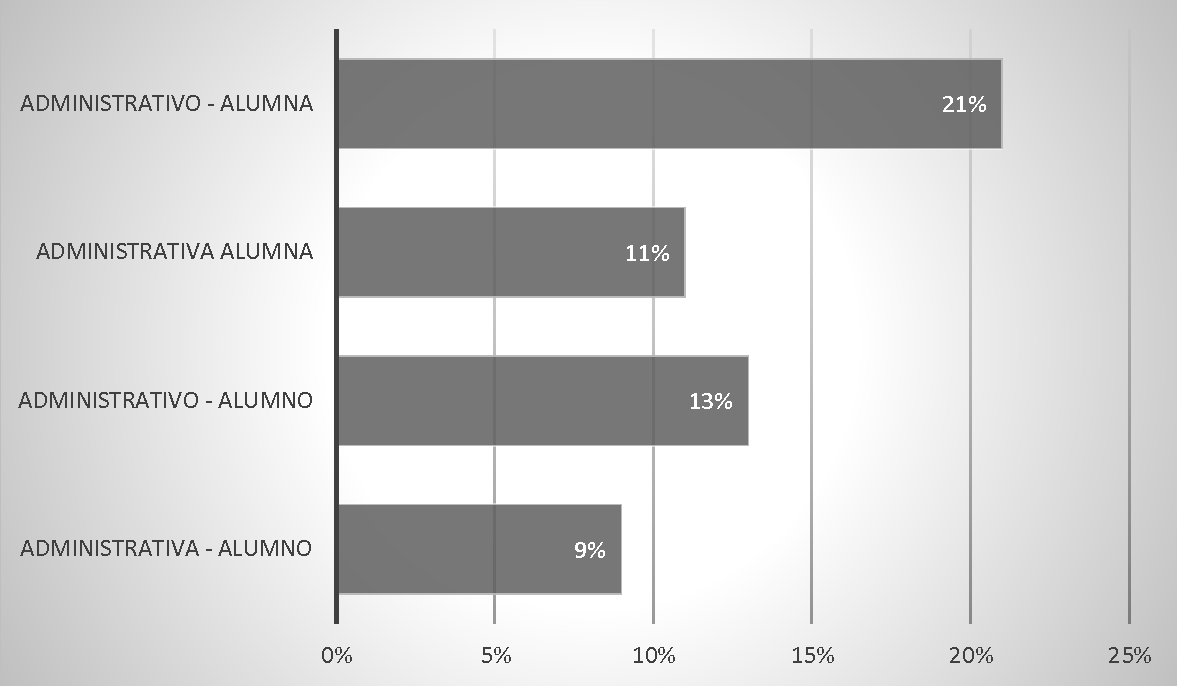 ADMINISTRATIVO - ALUMNA
21%
ADMINISTRATIVA ALUMNA
11%
ADMINISTRATIVO - ALUMNO
13%
ADMINISTRATIVA - ALUMNO
9%
0% 5% 10% 15% 20% 25%